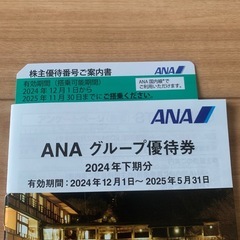 株主優待番号ご案内書
ANA
有効期間（搭乗可能期間）
2024年12月1日から
2025年11月30日までにご搭乗ください。
ANA国内線*で
ご利用いただけます。
ANA
ANA グループ優待券
2024年下期分
有効期間：2024年12月1日～2025年5月31日